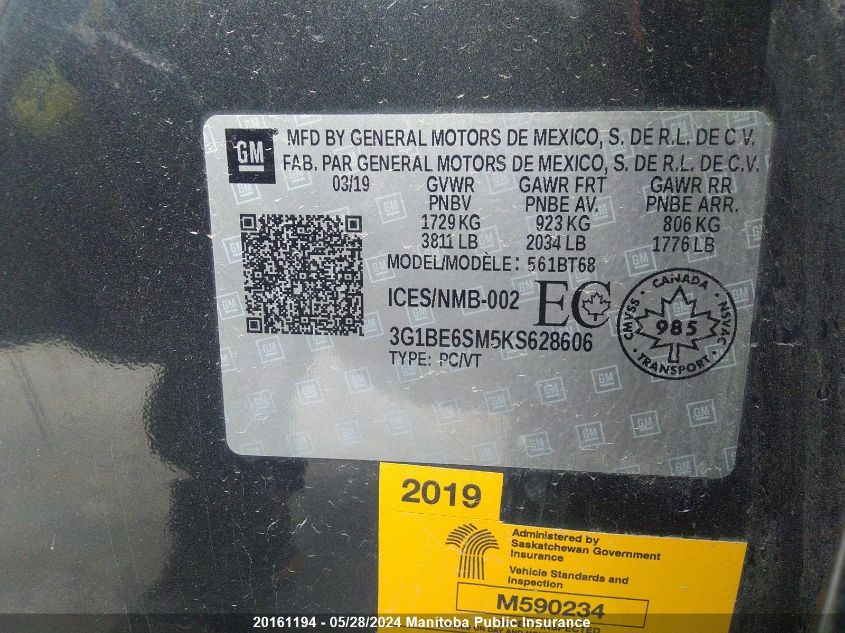 GM
MFD BY GENERAL MOTORS DE MEXICO, S. DE R.L. DE C.V.
FAB. PAR GENERAL MOTORS DE MEXICO, S. DE R.L. DE C.V.
03/19 GVWR GAWR FRT GAWR RR
PNBV PNBE AV. PNBE ARR.
1729 KG 923 KG 806 KG
3811 LB 2034 LB 1776 LB
MODEL/MODÈLE: 561BT68
ICES/NMB-002 EC
CANADA
CMVSS 985 NSVAC
TRANSPORT
3G1BE6SM5KS628606
TYPE: PC/VT
2019
Administered by
Saskatchewan Government
Insurance
Vehicle Standards and
Inspection
M590234
20161194 - 05/28/2024 Manitoba Public Insurance